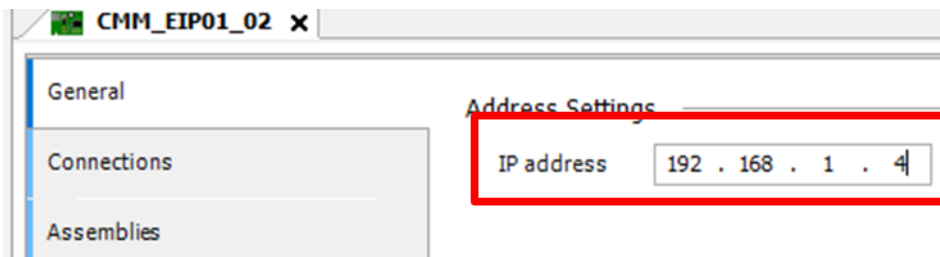 CMM_EIP01_02 X
General
Address Settings
IP address 192 . 168 . 1 . 4
Connections
Assemblies